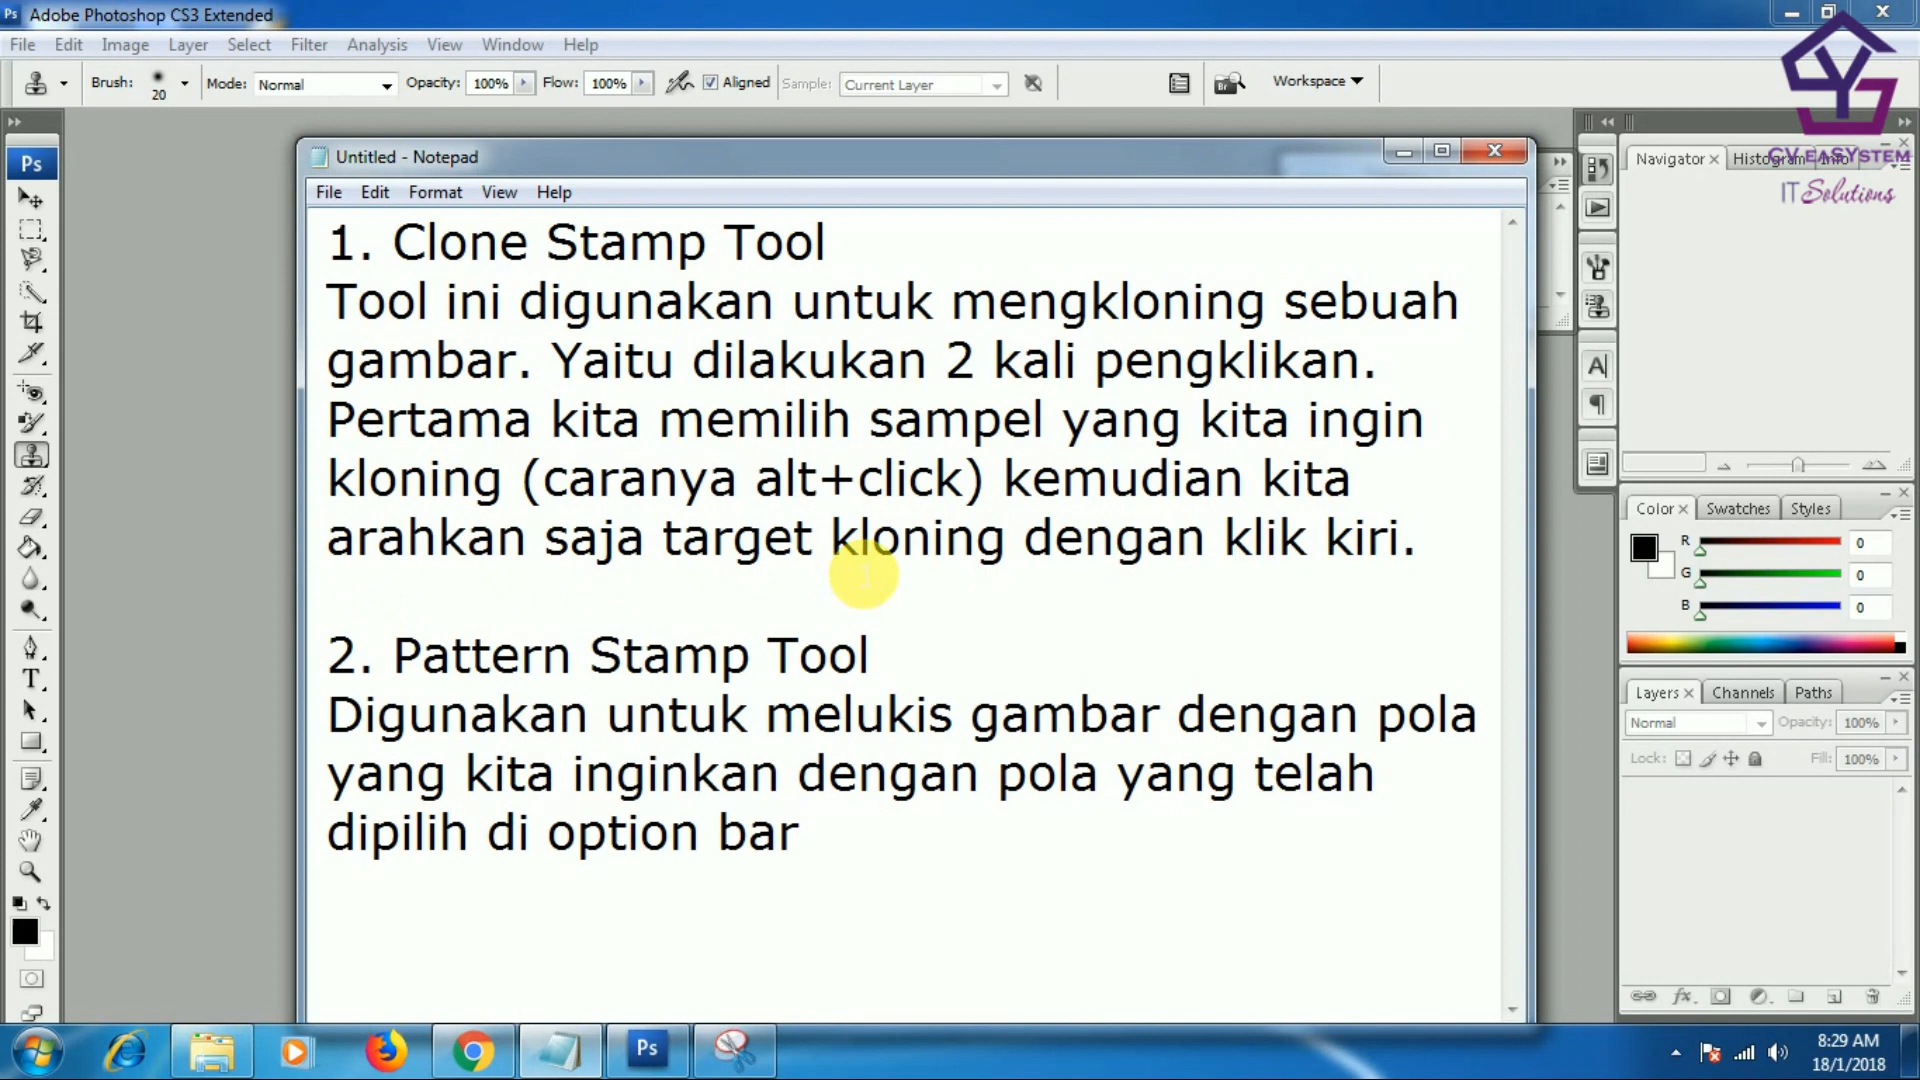 Ps Adobe Photoshop CS3 Extended
File Edit Image Layer Select Filter Analysis View Window Help
Brush: 20 Mode: Normal Opacity: 100% Flow: 100% Aligned Sample: Current Layer Br Workspace
Ps
Untitled - Notepad
File Edit Format View Help
1. Clone Stamp Tool
Tool ini digunakan untuk mengkloning sebuah
gambar. Yaitu dilakukan 2 kali pengklikan.
Pertama kita memilih sampel yang kita ingin
kloning (caranya alt+click) kemudian kita
arahkan saja target kloning dengan klik kiri.
2. Pattern Stamp Tool
Digunakan untuk melukis gambar dengan pola
yang kita inginkan dengan pola yang telah
dipilih di option bar
Navigator Histogram Info
CV EASYSTEM
IT Solutions
Color Swatches Styles
R 0
G 0
B 0
Layers Channels Paths
Normal Opacity: 100%
Lock: Fill: 100%
Ps
8:29 AM
18/1/2018